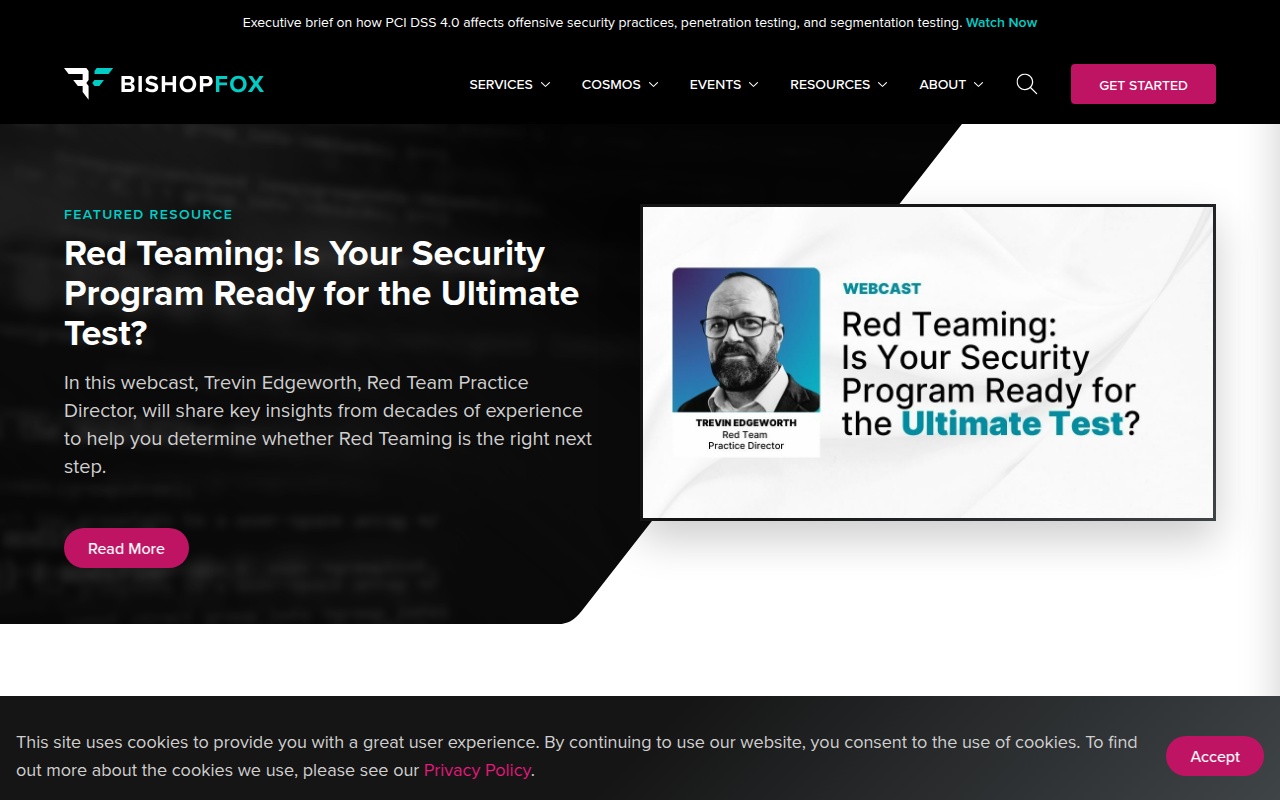 Executive brief on how PCI DSS 4.0 affects offensive security practices, penetration testing, and segmentation testing. Watch Now
BISHOPFOX
SERVICES
COSMOS
EVENTS
RESOURCES
ABOUT
GET STARTED
FEATURED RESOURCE
Red Teaming: Is Your Security
Program Ready for the Ultimate
Test?
In this webcast, Trevin Edgeworth, Red Team Practice
Director, will share key insights from decades of experience
to help you determine whether Red Teaming is the right next
step.
Read More
WEBCAST
Red Teaming:
Is Your Security
Program Ready for
the Ultimate Test?
TREVIN EDGEWORTH
Red Team
Practice Director
This site uses cookies to provide you with a great user experience. By continuing to use our website, you consent to the use of cookies. To find
out more about the cookies we use, please see our Privacy Policy.
Accept